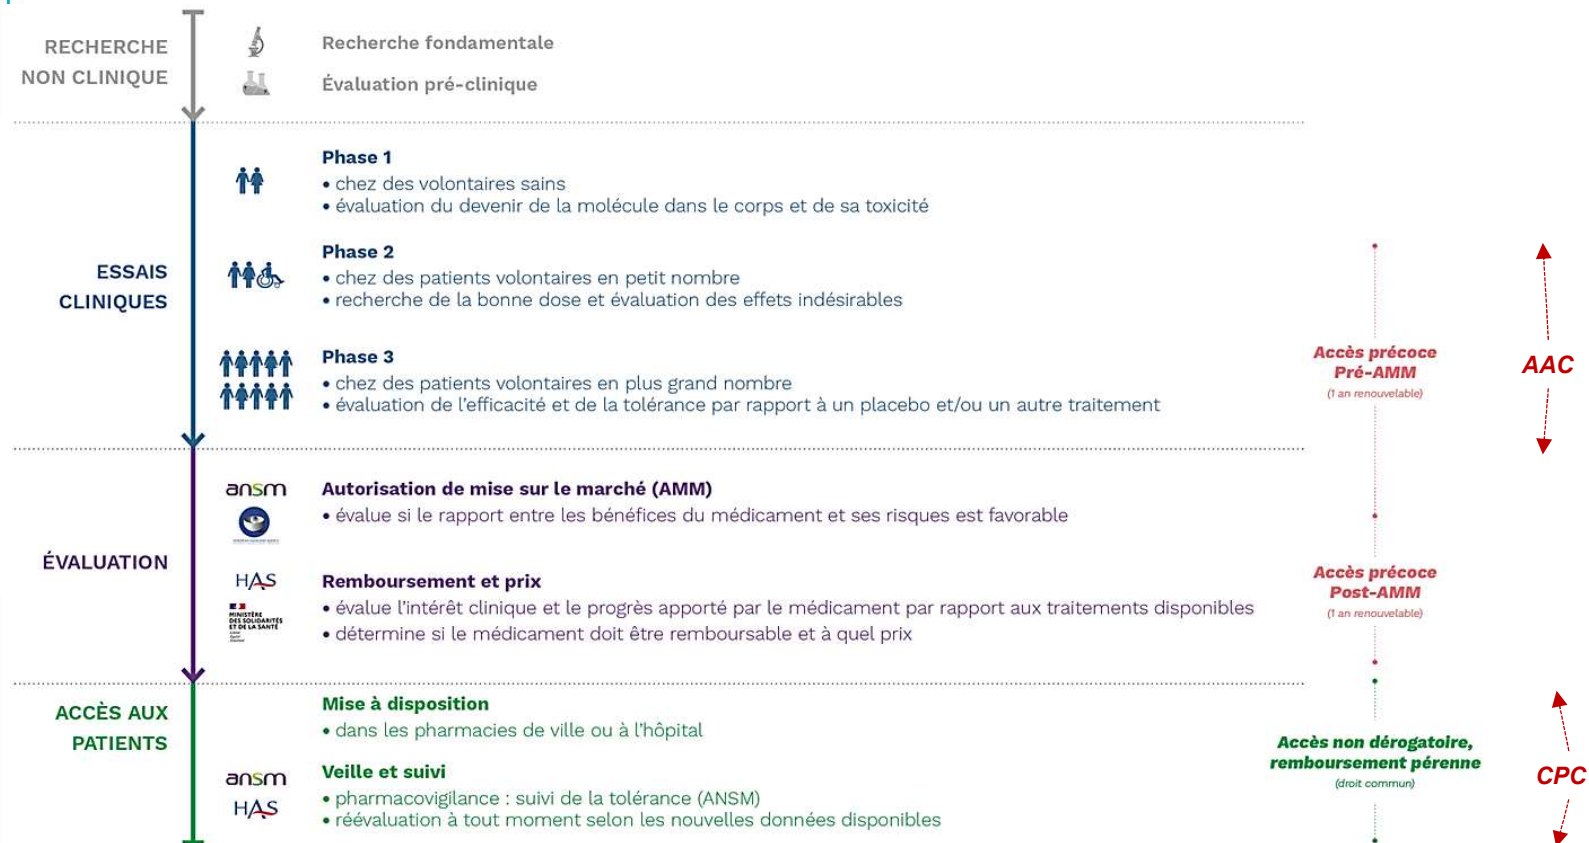 RECHERCHE
NON CLINIQUE
Recherche fondamentale
Évaluation pré-clinique
ESSAIS
CLINIQUES
Phase 1
• chez des volontaires sains
• évaluation du devenir de la molécule dans le corps et de sa toxicité
Phase 2
• chez des patients volontaires en petit nombre
• recherche de la bonne dose et évaluation des effets indésirables
Phase 3
• chez des patients volontaires en plus grand nombre
• évaluation de l'efficacité et de la tolérance par rapport à un placebo et/ou un autre traitement
Accès précoce
Pré-AMM
(1 an renouvelable)
AAC
ÉVALUATION
ansm
Autorisation de mise sur le marché (AMM)
• évalue si le rapport entre les bénéfices du médicament et ses risques est favorable
HAS
MINISTÈRE
DES SOLIDARITÉS
ET DE LA SANTÉ
Remboursement et prix
• évalue l'intérêt clinique et le progrès apporté par le médicament par rapport aux traitements disponibles
• détermine si le médicament doit être remboursable et à quel prix
Accès précoce
Post-AMM
(1 an renouvelable)
ACCÈS AUX
PATIENTS
Mise à disposition
• dans les pharmacies de ville ou à l'hôpital
ansm
HAS
Veille et suivi
• pharmacovigilance : suivi de la tolérance (ANSM)
• réévaluation à tout moment selon les nouvelles données disponibles
Accès non dérogatoire,
remboursement pérenne
(droit commun)
CPC